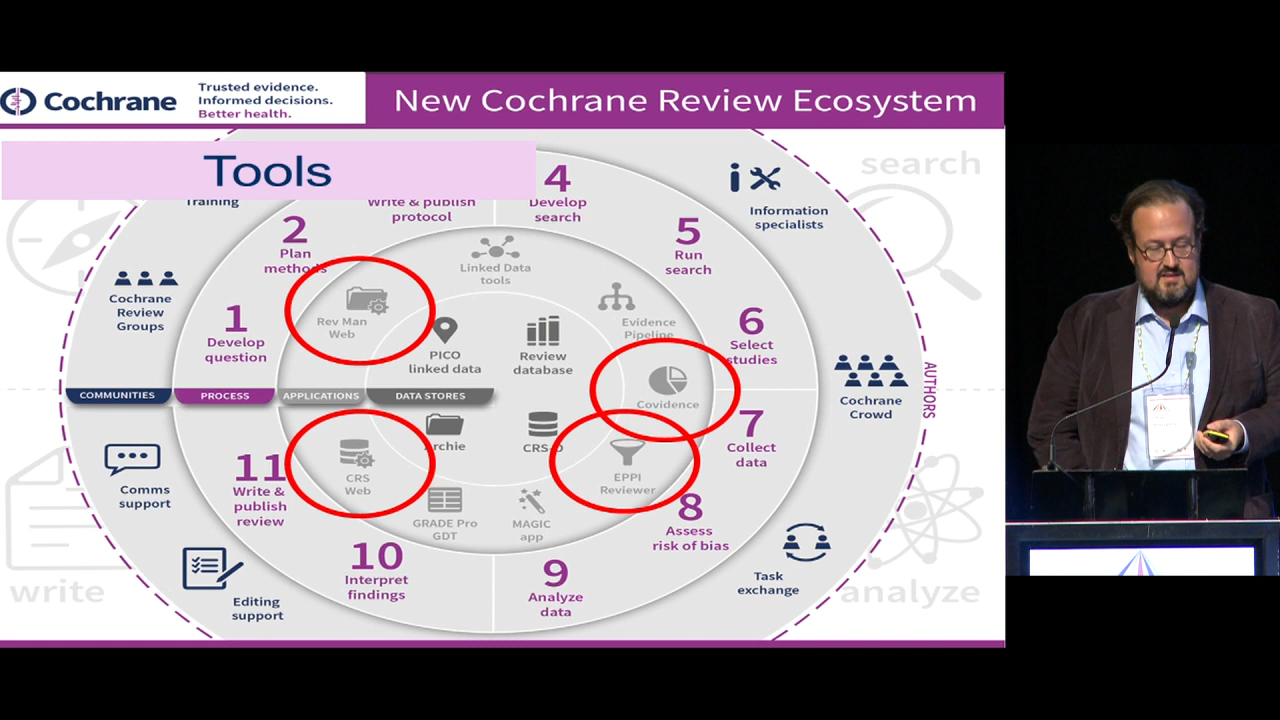 Cochrane
Trusted evidence.
Informed decisions.
Better health.
New Cochrane Review Ecosystem
Tools
search
Training
Write & publish
protocol
4
Develop
search
Information
specialists
2
Plan
methods
5
Run
search
Linked Data
tools
Cochrane
Review
Groups
1
Develop
question
Rev Man
Web
PICO
linked data
Review
database
Evidence
Pipeline
6
Select
studies
COMMUNITIES
PROCESS
APPLICATIONS
DATA STORES
Covidence
Cochrane
Crowd
AUTHORS
Archie
CRS-D
7
Collect
data
Comms
support
11
Write &
publish
review
CRS
Web
EPPI
Reviewer
GRADE Pro
GDT
MAGIC
app
8
Assess
risk of bias
10
Interpret
findings
9
Analyze
data
Task
exchange
write
Editing
support
analyze